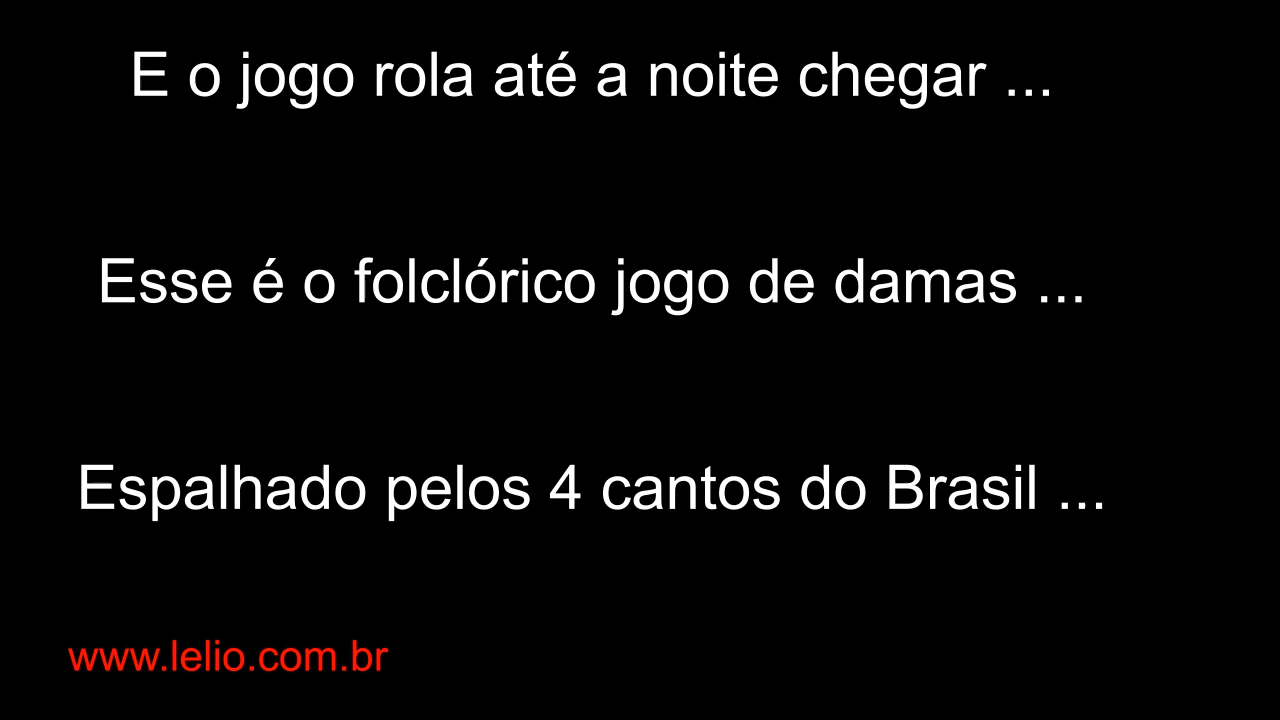 E o jogo rola até a noite chegar ...
Esse é o folclórico jogo de damas ...
Espalhado pelos 4 cantos do Brasil ...
www.lelio.com.br